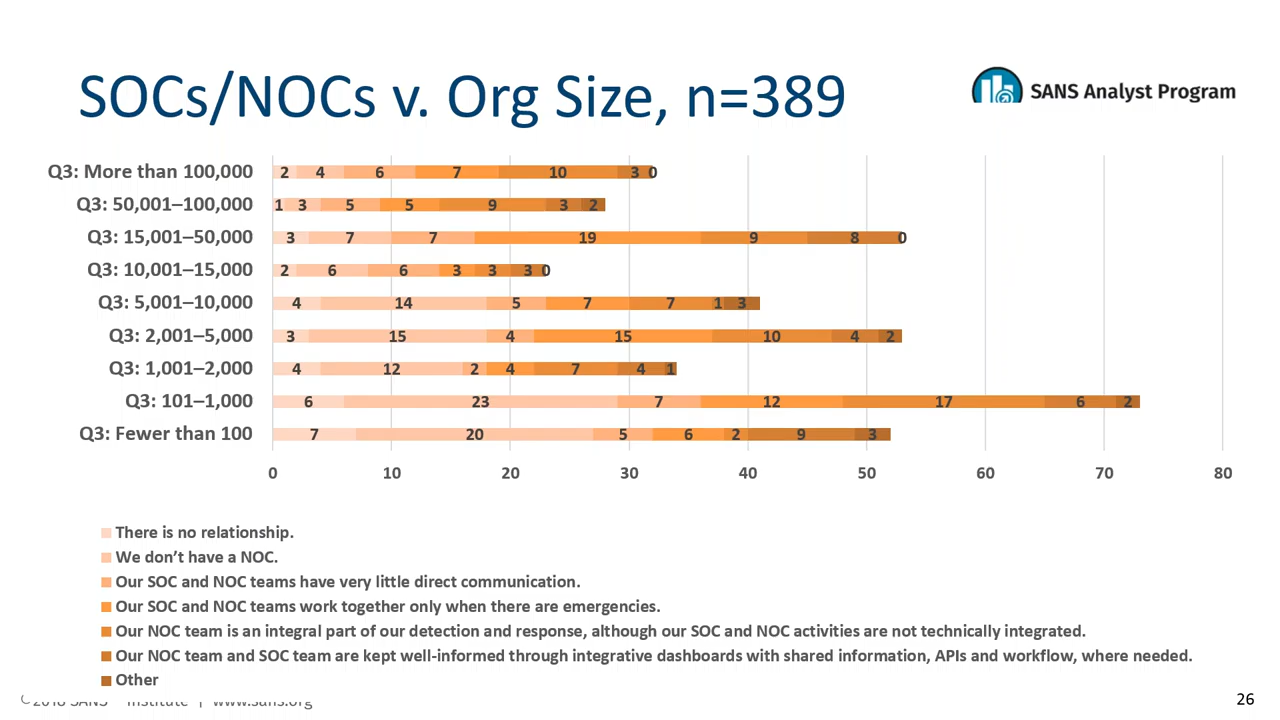 SOCs/NOCs v. Org Size, n=389
SANS Analyst Program
Q3: More than 100,000 2 4 6 7 10 3 0
Q3: 50,001–100,000 1 3 5 5 9 3 2
Q3: 15,001–50,000 3 7 7 19 9 8 0
Q3: 10,001–15,000 2 6 6 3 3 3 0
Q3: 5,001–10,000 4 14 5 7 7 1 3
Q3: 2,001–5,000 3 15 4 15 10 4 2
Q3: 1,001–2,000 4 12 2 4 7 4 1
Q3: 101–1,000 6 23 7 12 17 6 2
Q3: Fewer than 100 7 20 5 6 2 9 3
0 10 20 30 40 50 60 70 80
There is no relationship.
We don’t have a NOC.
Our SOC and NOC teams have very little direct communication.
Our SOC and NOC teams work together only when there are emergencies.
Our NOC team is an integral part of our detection and response, although our SOC and NOC activities are not technically integrated.
Our NOC team and SOC team are kept well-informed through integrative dashboards with shared information, APIs and workflow, where needed.
Other
©2018 SANS Institute | www.sans.org
26